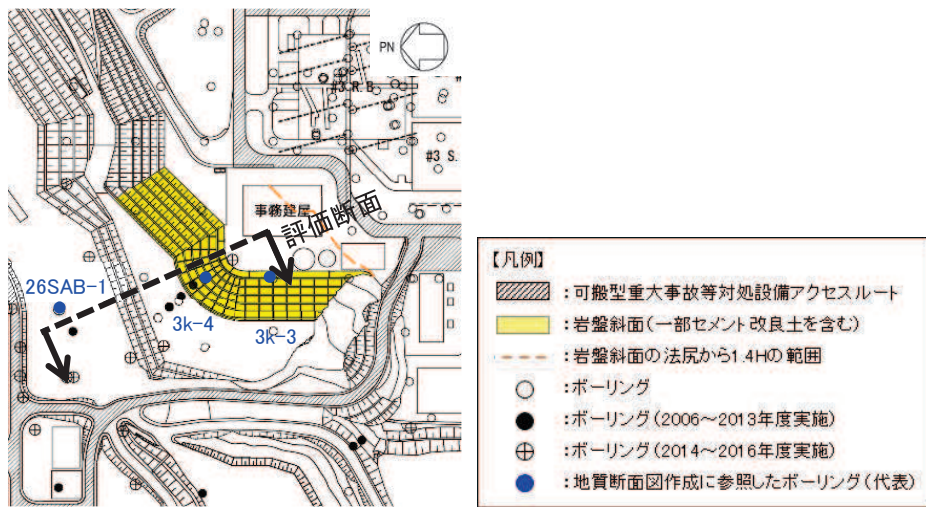 PN
#3 R.B
#3 S.
事務建屋
評価断面
26SAB-1
3k-4
3k-3
【凡例】
：可搬型重大事故等対処設備アクセスルート
：岩盤斜面(一部セメント改良土を含む)
：岩盤斜面の法尻から1.4Hの範囲
：ボーリング
：ボーリング(2006～2013年度実施)
：ボーリング(2014～2016年度実施)
：地質断面図作成に参照したボーリング(代表)